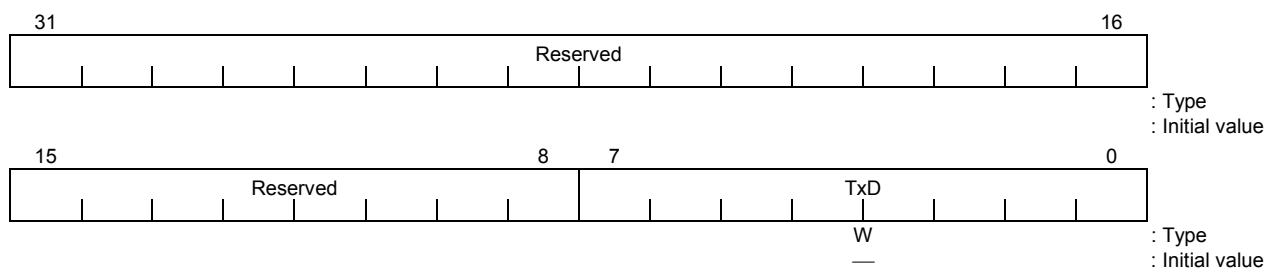 31 16
Reserved
: Type
: Initial value
15 8 7 0
Reserved TxD
W : Type
— : Initial value